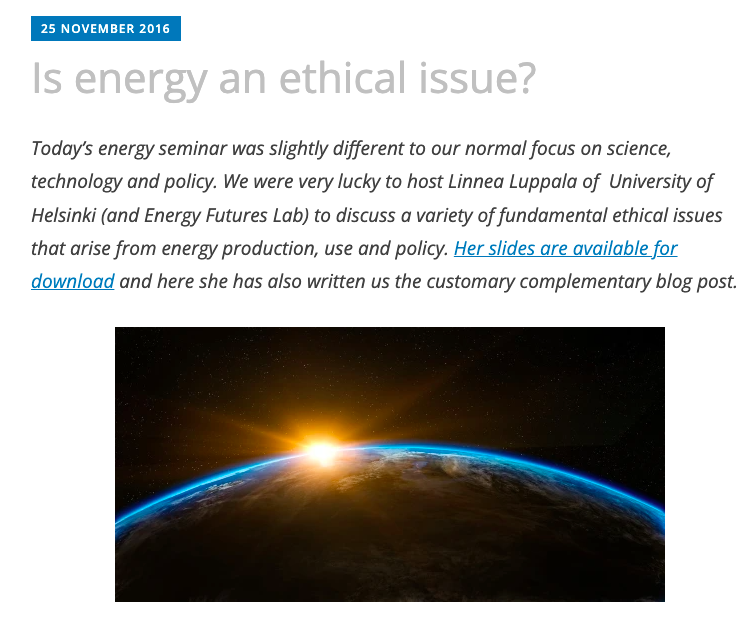 25 NOVEMBER 2016
Is energy an ethical issue?
Today's energy seminar was slightly different to our normal focus on science,
technology and policy. We were very lucky to host Linnea Luppala of  University of
Helsinki (and Energy Futures Lab) to discuss a variety of fundamental ethical issues
that arise from energy production, use and policy. Her slides are available for
download and here she has also written us the customary complementary blog post.